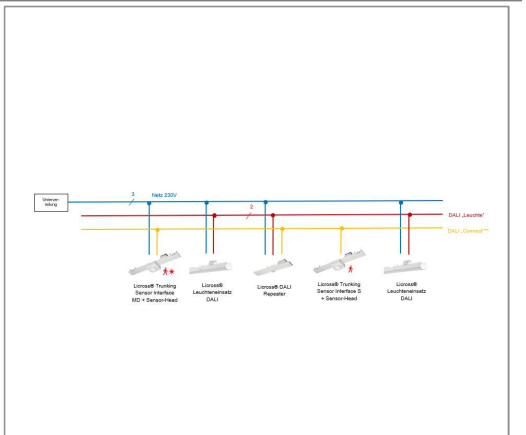 Unterver-
teilung
3
Netz 230V
2
DALI „Leuchte“
DALI „Connect“
Licross® Trunking
Sensor Interface
MD + Sensor-Head
Licross®
Leuchteneinsatz
DALI
Licross® DALI
Repeater
Licross® Trunking
Sensor Interface S
+ Sensor-Head
Licross®
Leuchteneinsatz
DALI